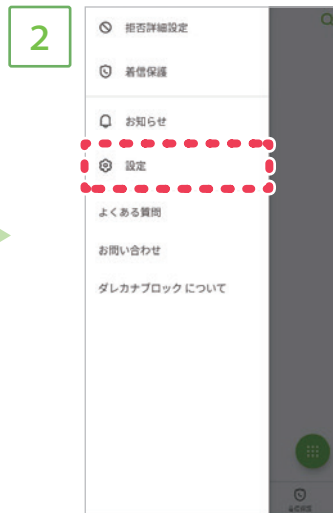 2
拒否詳細設定
着信保護
お知らせ
設定
よくある質問
お問い合わせ
ダレカナブロック について